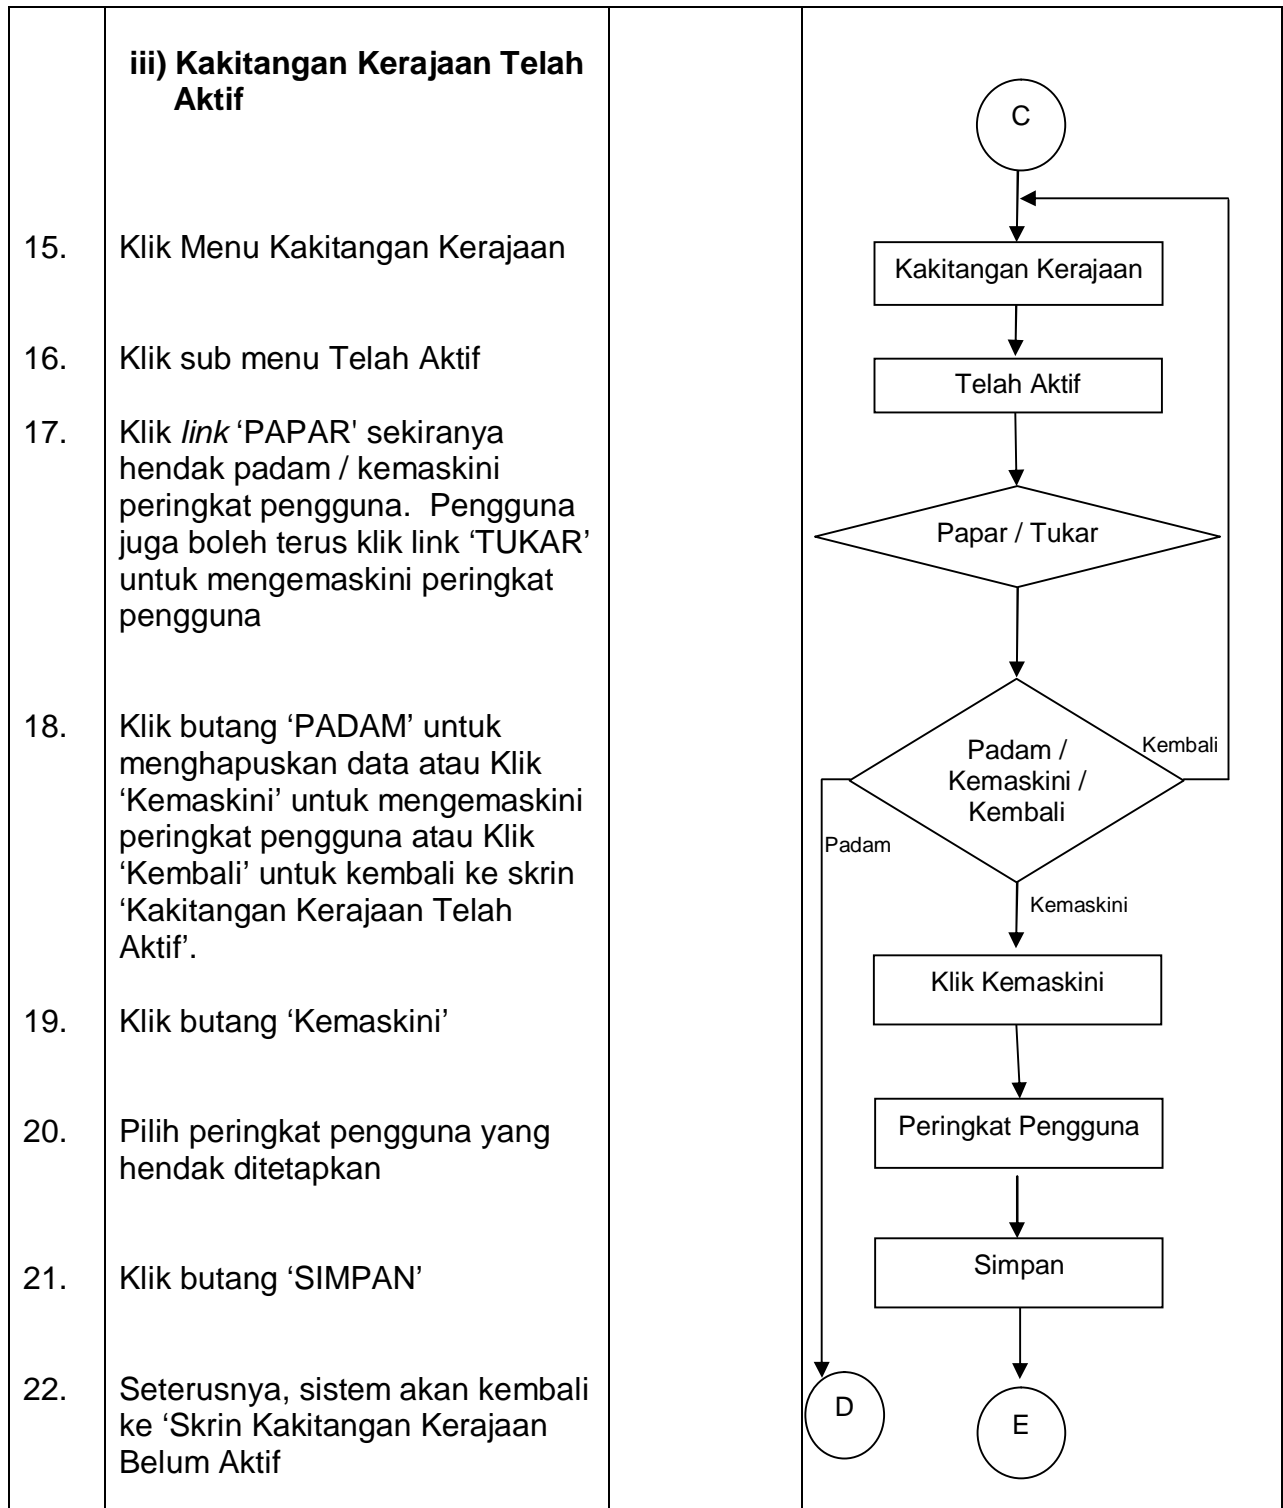 iii) Kakitangan Kerajaan Telah
Aktif
15. Klik Menu Kakitangan Kerajaan
16. Klik sub menu Telah Aktif
17. Klik link ‘PAPAR' sekiranya
hendak padam / kemaskini
peringkat pengguna. Pengguna
juga boleh terus klik link ‘TUKAR’
untuk mengemaskini peringkat
pengguna
18. Klik butang ‘PADAM’ untuk
menghapuskan data atau Klik
‘Kemaskini’ untuk mengemaskini
peringkat pengguna atau Klik
‘Kembali’ untuk kembali ke skrin
‘Kakitangan Kerajaan Telah
Aktif’.
19. Klik butang ‘Kemaskini’
20. Pilih peringkat pengguna yang
hendak ditetapkan
21. Klik butang ‘SIMPAN’
22. Seterusnya, sistem akan kembali
ke ‘Skrin Kakitangan Kerajaan
Belum Aktif
C
Kakitangan Kerajaan
Telah Aktif
Papar / Tukar
Padam /
Kemaskini /
Kembali
Kembali
Padam
Kemaskini
Klik Kemaskini
Peringkat Pengguna
Simpan
D
E